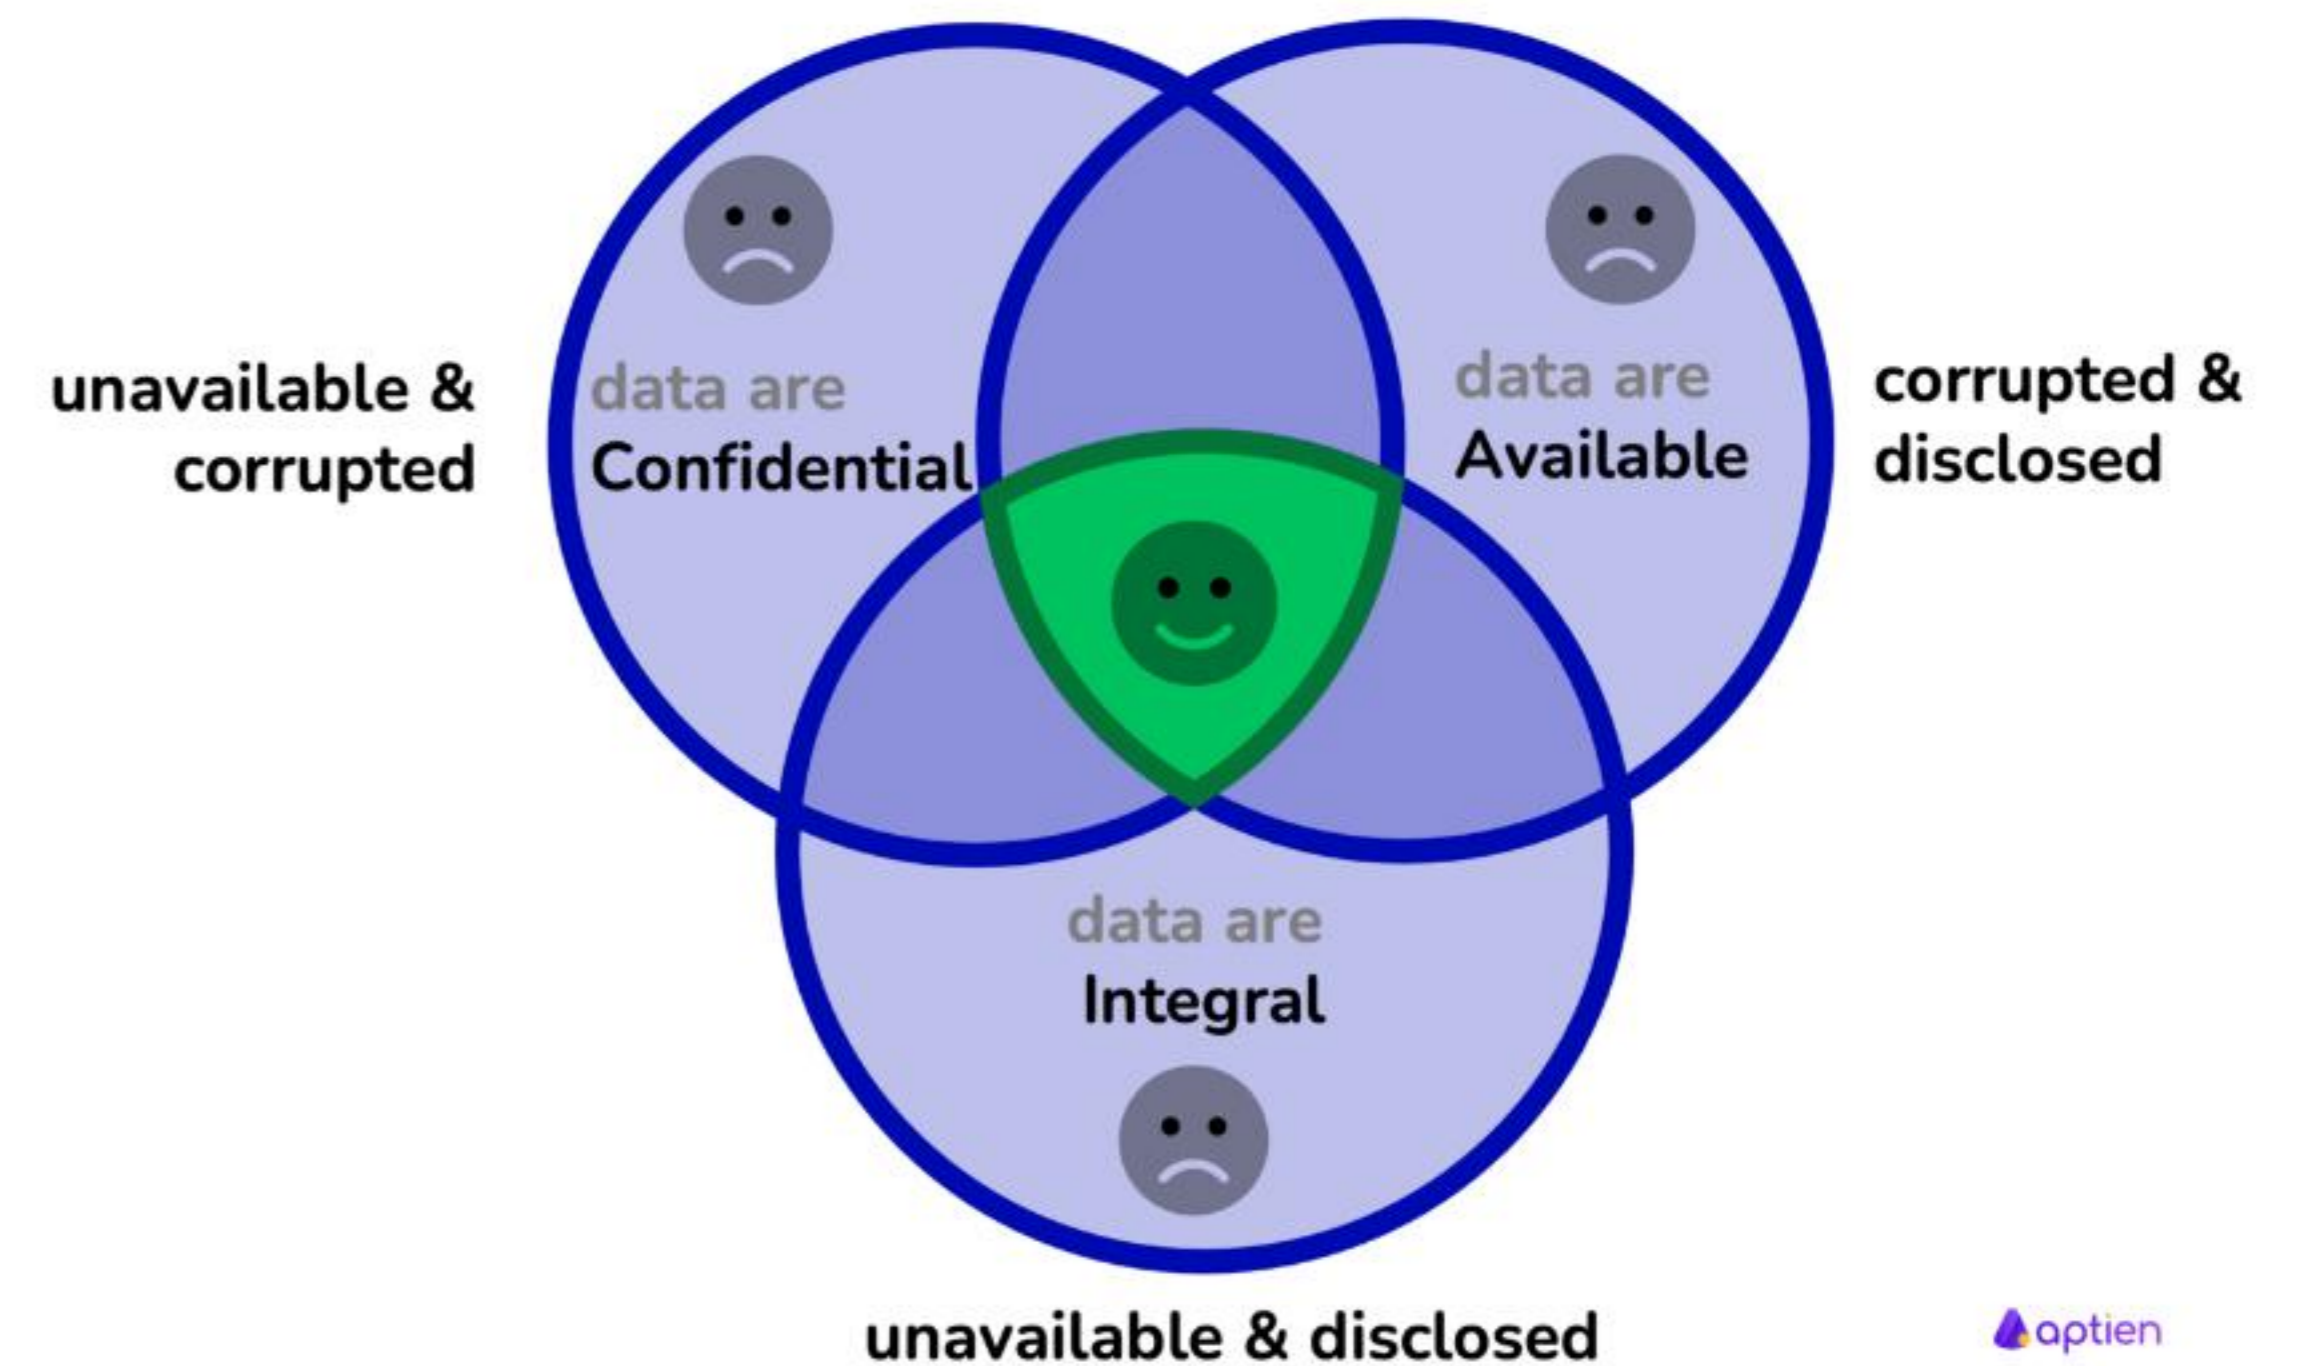 unavailable &
corrupted
data are
Confidential
data are
Available
corrupted &
disclosed
data are
Integral
unavailable & disclosed
aptien